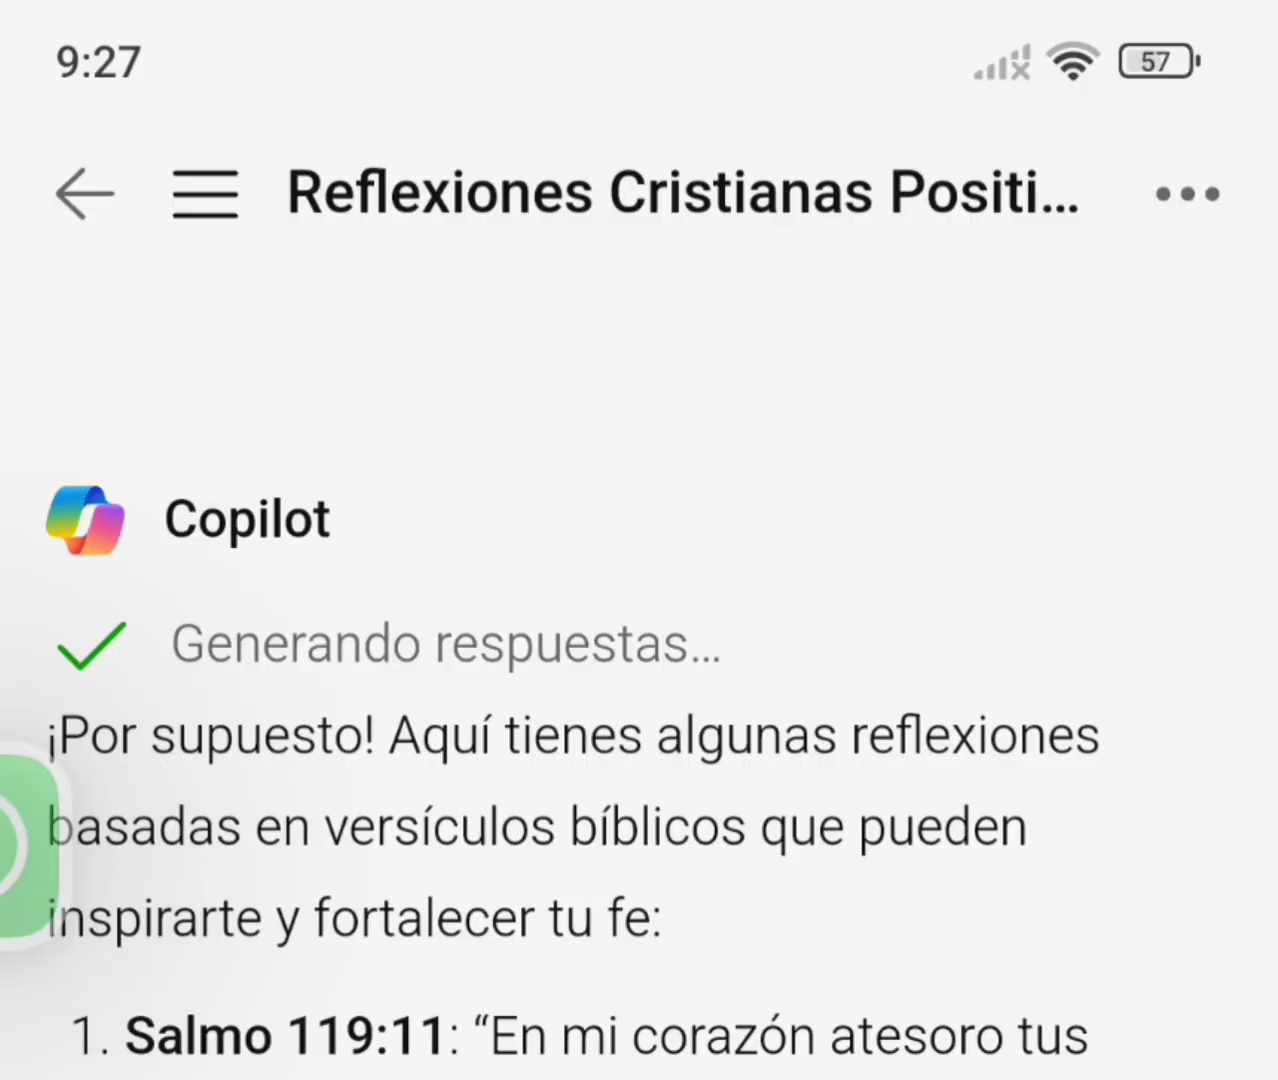 9:27
57
Reflexiones Cristianas Positi...
Copilot
Generando respuestas...
¡Por supuesto! Aquí tienes algunas reflexiones
basadas en versículos bíblicos que pueden
inspirarte y fortalecer tu fe:
1. Salmo 119:11: “En mi corazón atesoro tus